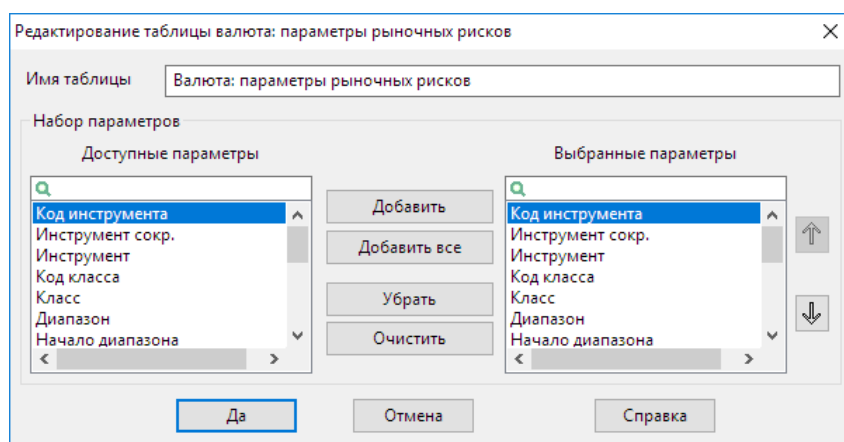 Редактирование таблицы валюта: параметры рыночных рисков
Имя таблицы
Валюта: параметры рыночных рисков
Набор параметров
Доступные параметры
Код инструмента
Инструмент сокр.
Инструмент
Код класса
Класс
Диапазон
Начало диапазона
Добавить
Добавить все
Убрать
Очистить
Выбранные параметры
Код инструмента
Инструмент сокр.
Инструмент
Код класса
Класс
Диапазон
Начало диапазона
Да
Отмена
Справка